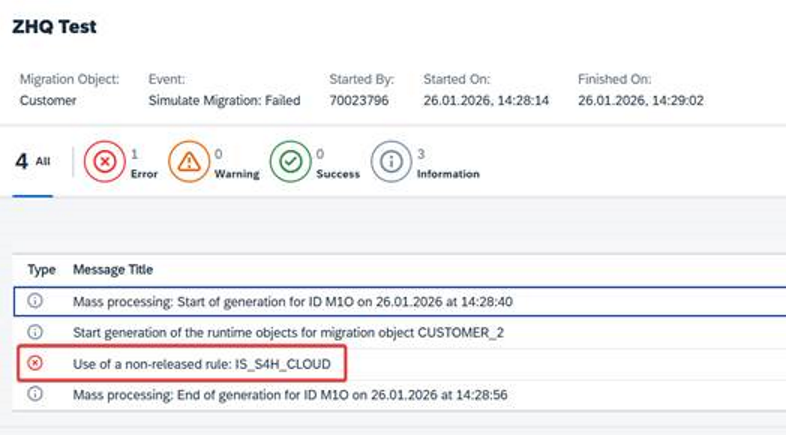 ZHQ Test
Migration Object: Event: Started By: Started On: Finished On:
Customer Simulate Migration: Failed 70023796 26.01.2026, 14:28:14 26.01.2026, 14:29:02
4 All 1 Error 0 Warning 0 Success 3 Information
Type Message Title
Mass processing: Start of generation for ID M1O on 26.01.2026 at 14:28:40
Start generation of the runtime objects for migration object CUSTOMER_2
Use of a non-released rule: IS_S4H_CLOUD
Mass processing: End of generation for ID M1O on 26.01.2026 at 14:28:56